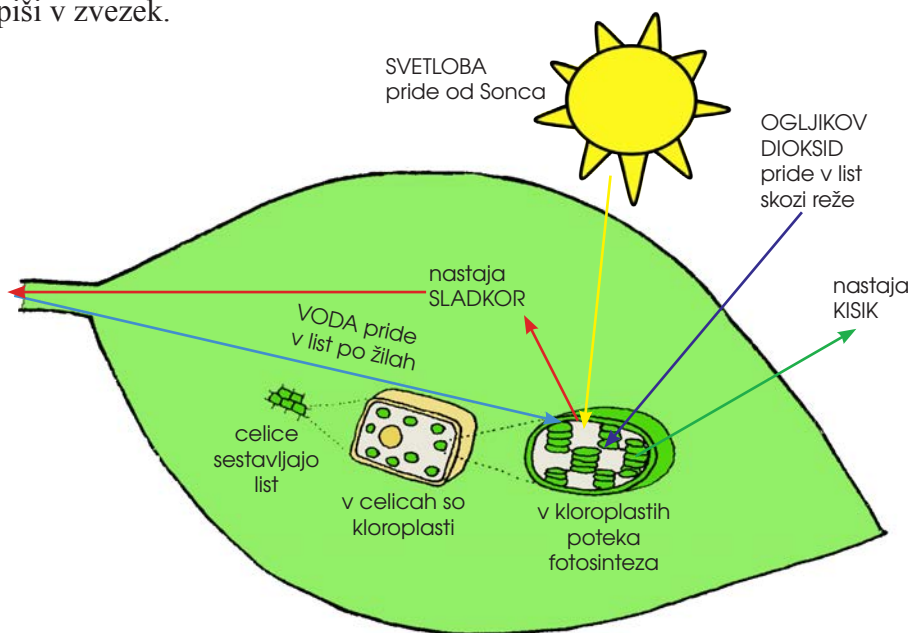 piši v zvezek.
SVETLOBA
pride od Sonca
OGLJIKOV
DIOKSID
pride v list
skozi reže
nastaja
SLADKOR
nastaja
KISIK
VODA pride
v list po žilah
celice
sestavljajo
list
v celicah so
kloroplasti
v kloroplastih
poteka
fotosinteza